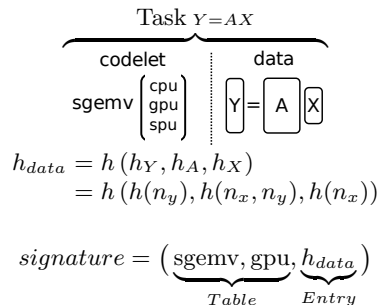 Task Y=AX
codelet data
sgemv (cpu gpu spu) Y = A X
h_data = h (h_Y, h_A, h_X)
= h (h(n_y), h(n_x, n_y), h(n_x))
signature = (sgemv, gpu, h_data)
Table Entry